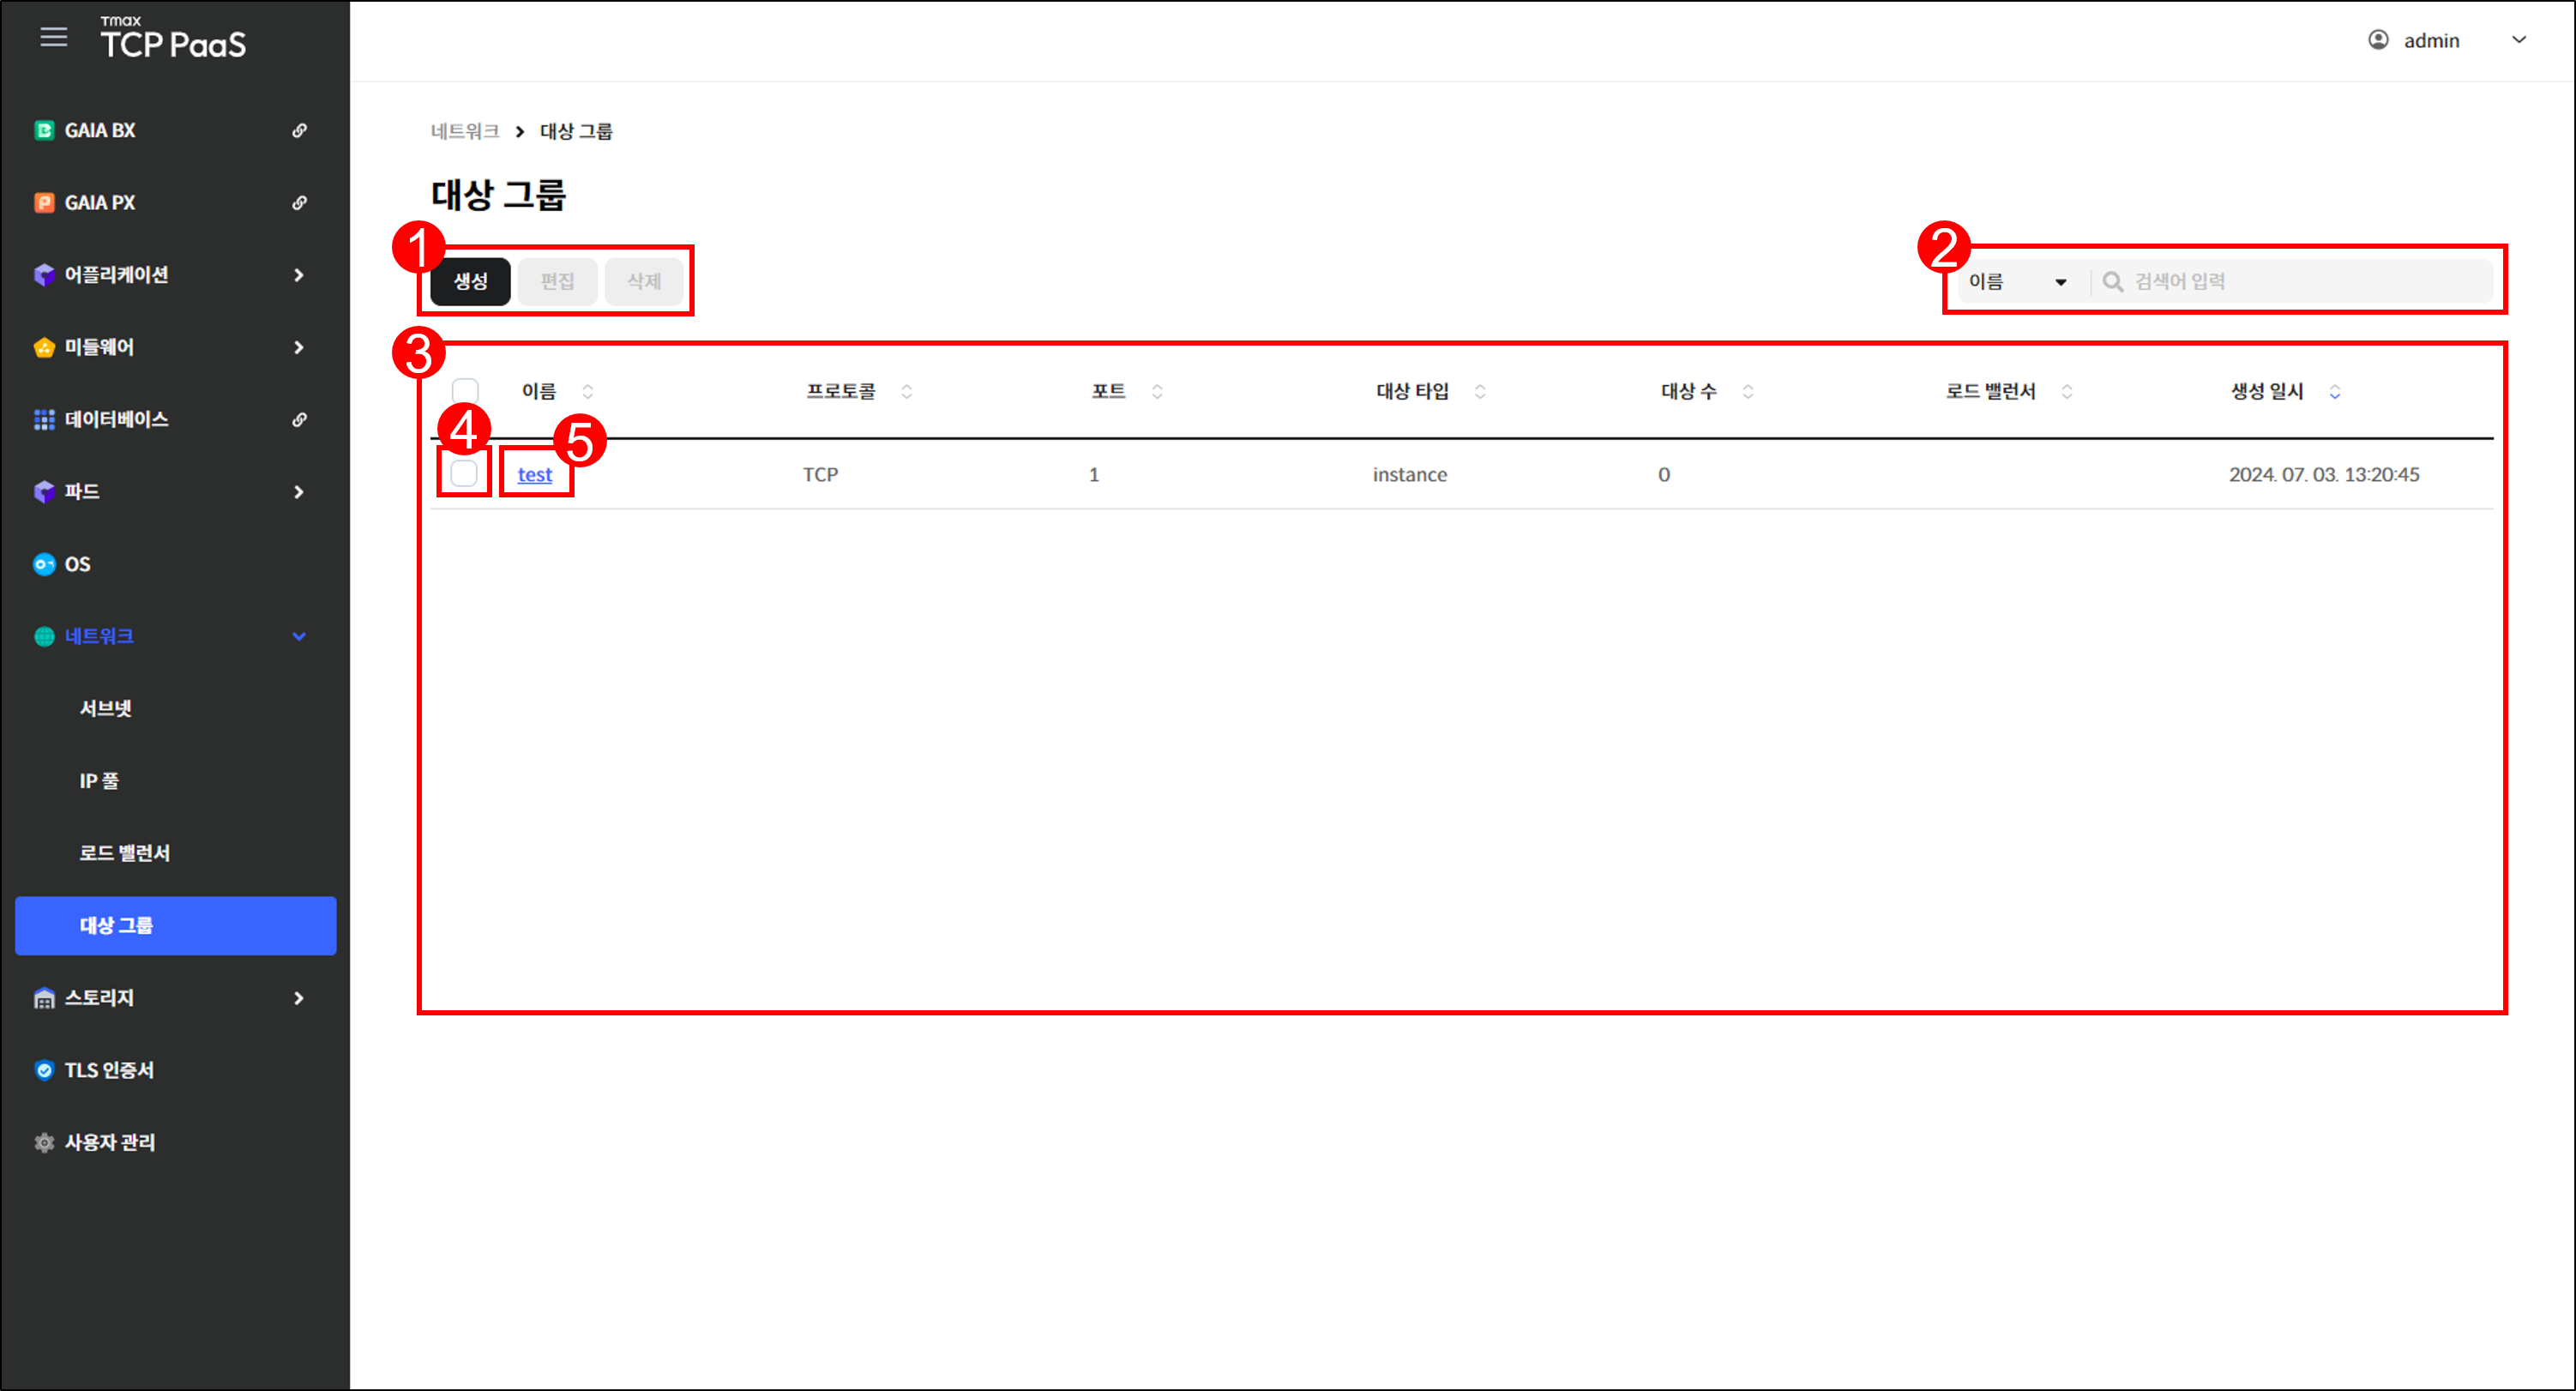 Tmax
TCP PaaS
admin
GAIA BX
GAIA PX
어플리케이션
미들웨어
데이터베이스
파드
OS
네트워크
서브넷
IP 풀
로드 밸런서
대상 그룹
스토리지
TLS 인증서
사용자 관리
네트워크 > 대상 그룹
대상 그룹
1
생성 편집 삭제
2
이름 검색어 입력
3
이름 프로토콜 포트 대상 타입 대상 수 로드 밸런서 생성 일시
4 5
test TCP 1 instance 0 2024. 07. 03. 13:20:45